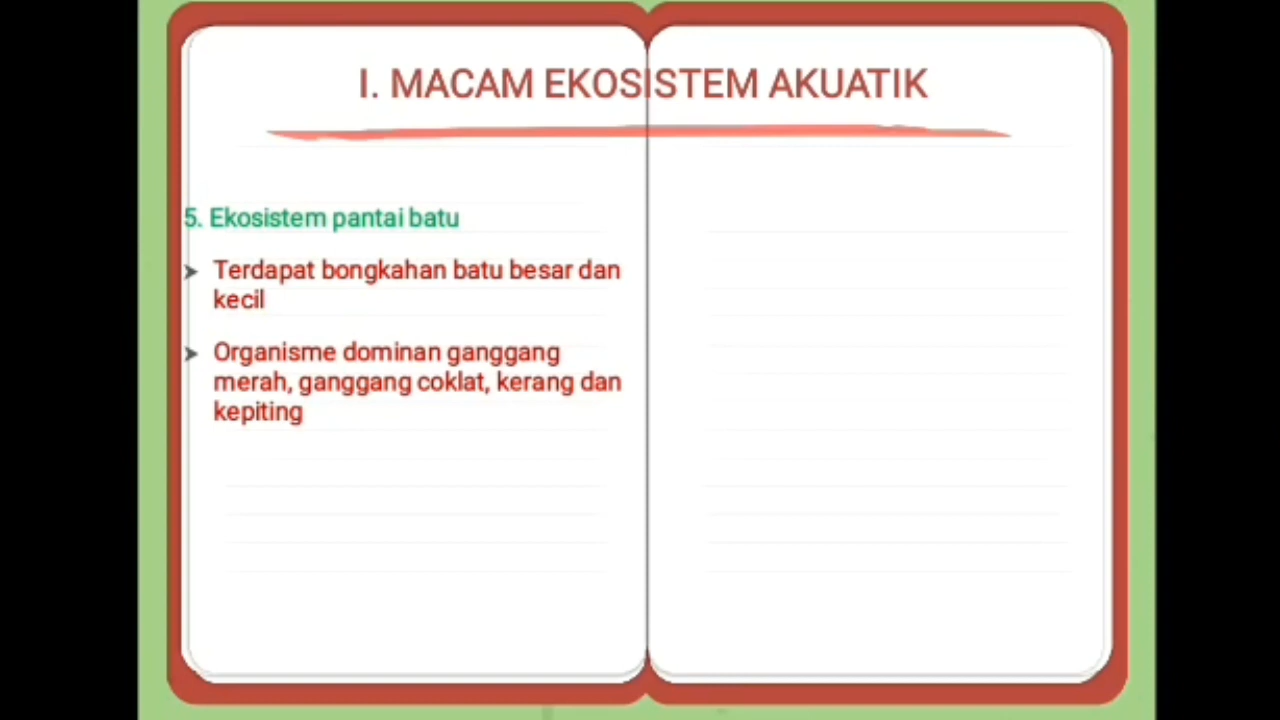 I. MACAM EKOSISTEM AKUATIK
5. Ekosistem pantai batu
➤ Terdapat bongkahan batu besar dan
kecil
➤ Organisme dominan ganggang
merah, ganggang coklat, kerang dan
kepiting